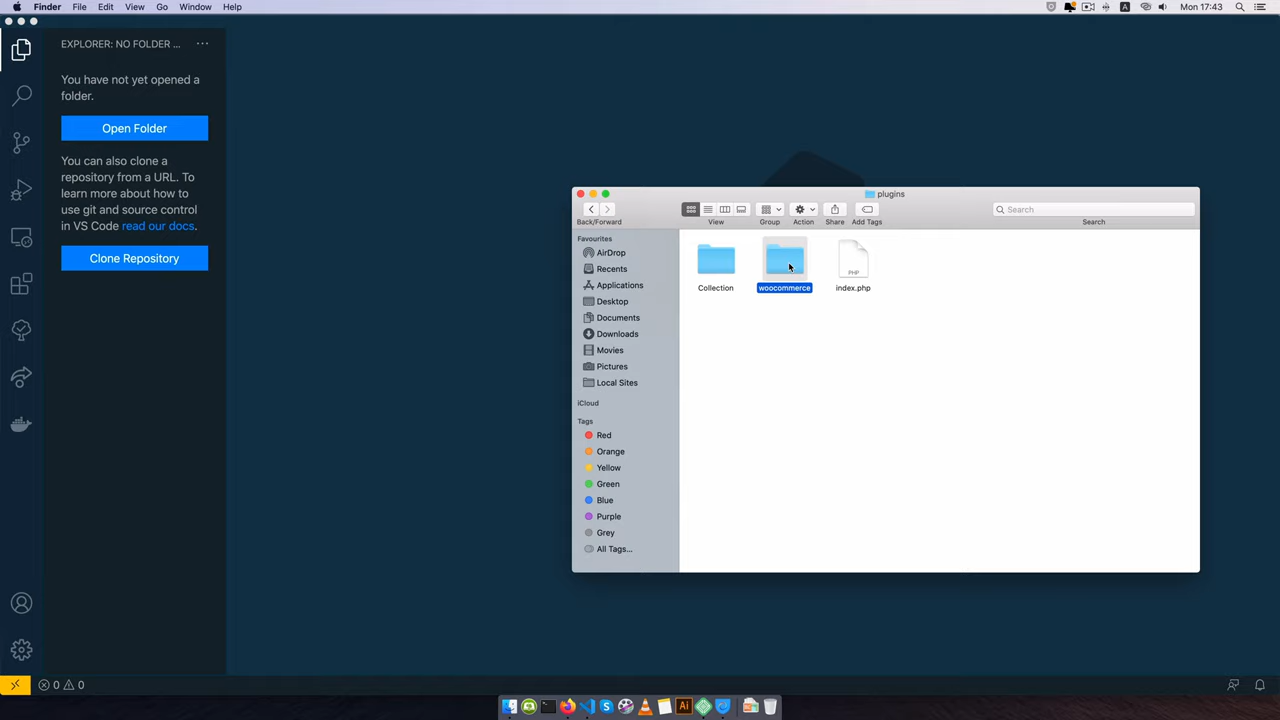 Finder File Edit View Go Window Help
A Mon 17:43
EXPLORER: NO FOLDER ...
You have not yet opened a
folder.
Open Folder
You can also clone a
repository from a URL. To
learn more about how to
use git and source control
in VS Code read our docs.
Clone Repository
0 0
plugins
Search
Back/Forward View Group Action Share Add Tags Search
Favourites
AirDrop
Recents
Applications
Desktop
Documents
Downloads
Movies
Pictures
Local Sites
iCloud
Tags
Red
Orange
Yellow
Green
Blue
Purple
Grey
All Tags...
PHP
Collection woocommerce index.php
Ai